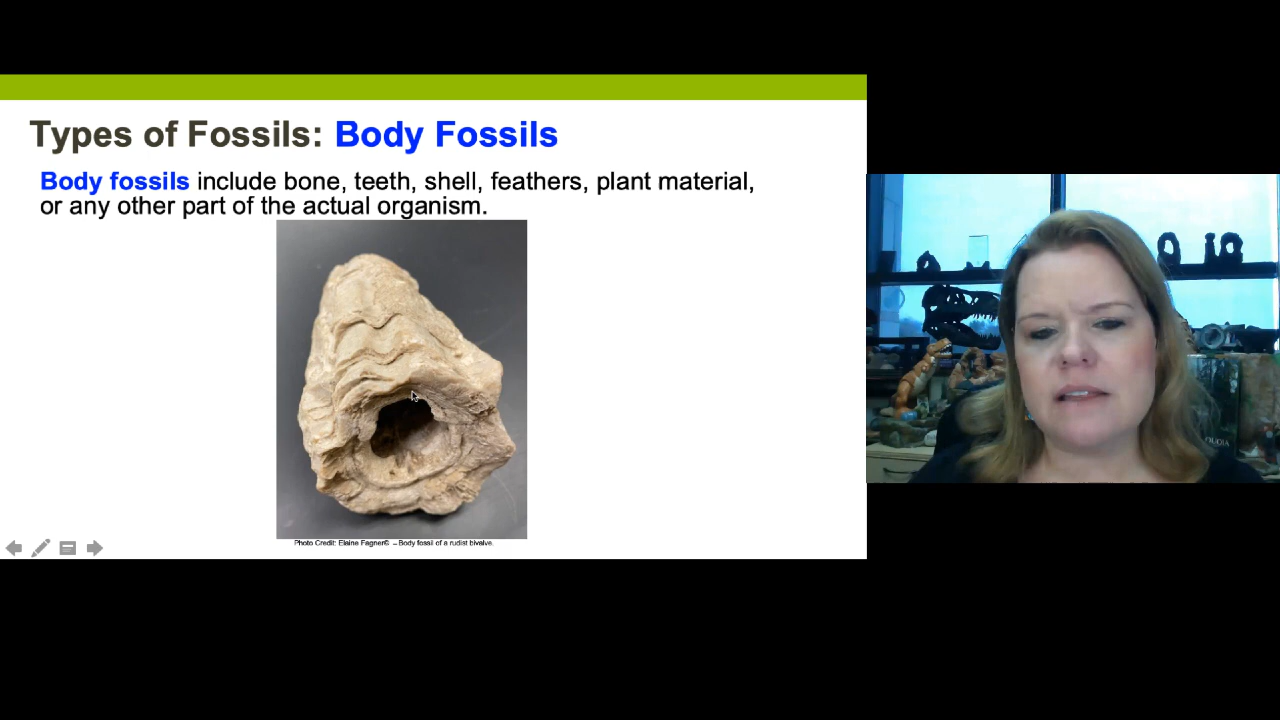 Types of Fossils: Body Fossils
Body fossils include bone, teeth, shell, feathers, plant material,
or any other part of the actual organism.
Photo Credit: Elaine Fagner© – Body fossil of a rudist bivalve.